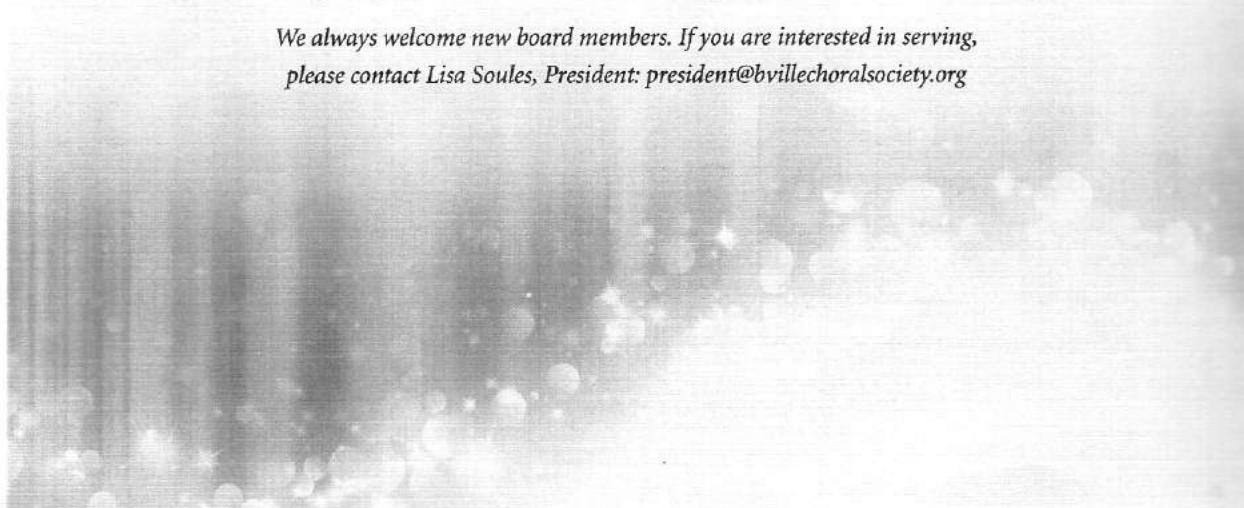 We always welcome new board members. If you are interested in serving,
please contact Lisa Soules, President: president@bvillechoralsociety.org